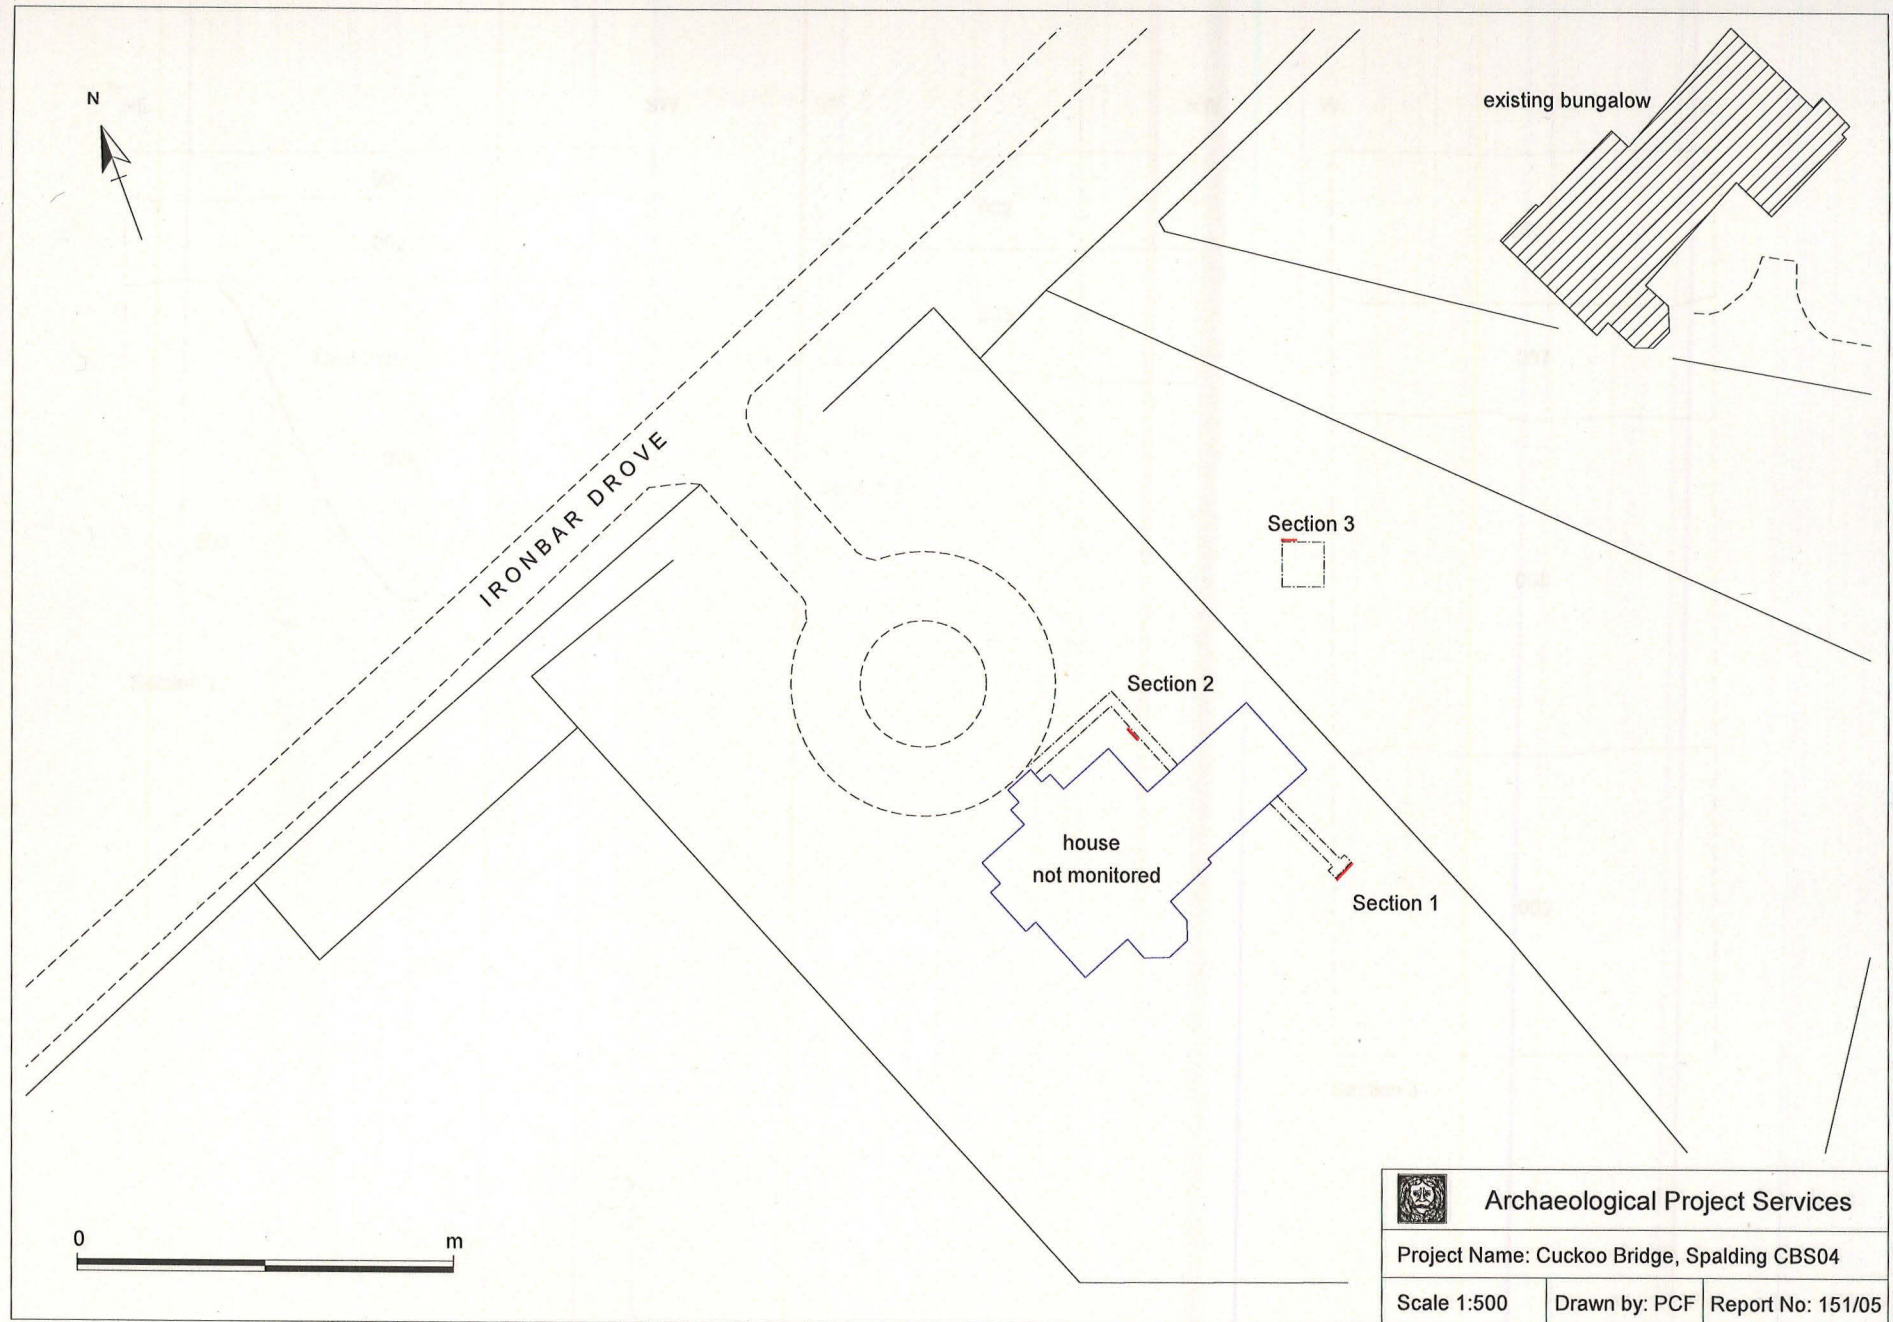 N
existing bungalow
IRONBAR DROVE
Section 3
Section 2
house
not monitored
Section 1
0 m
Archaeological Project Services
Project Name: Cuckoo Bridge, Spalding CBS04
Scale 1:500 Drawn by: PCF Report No: 151/05